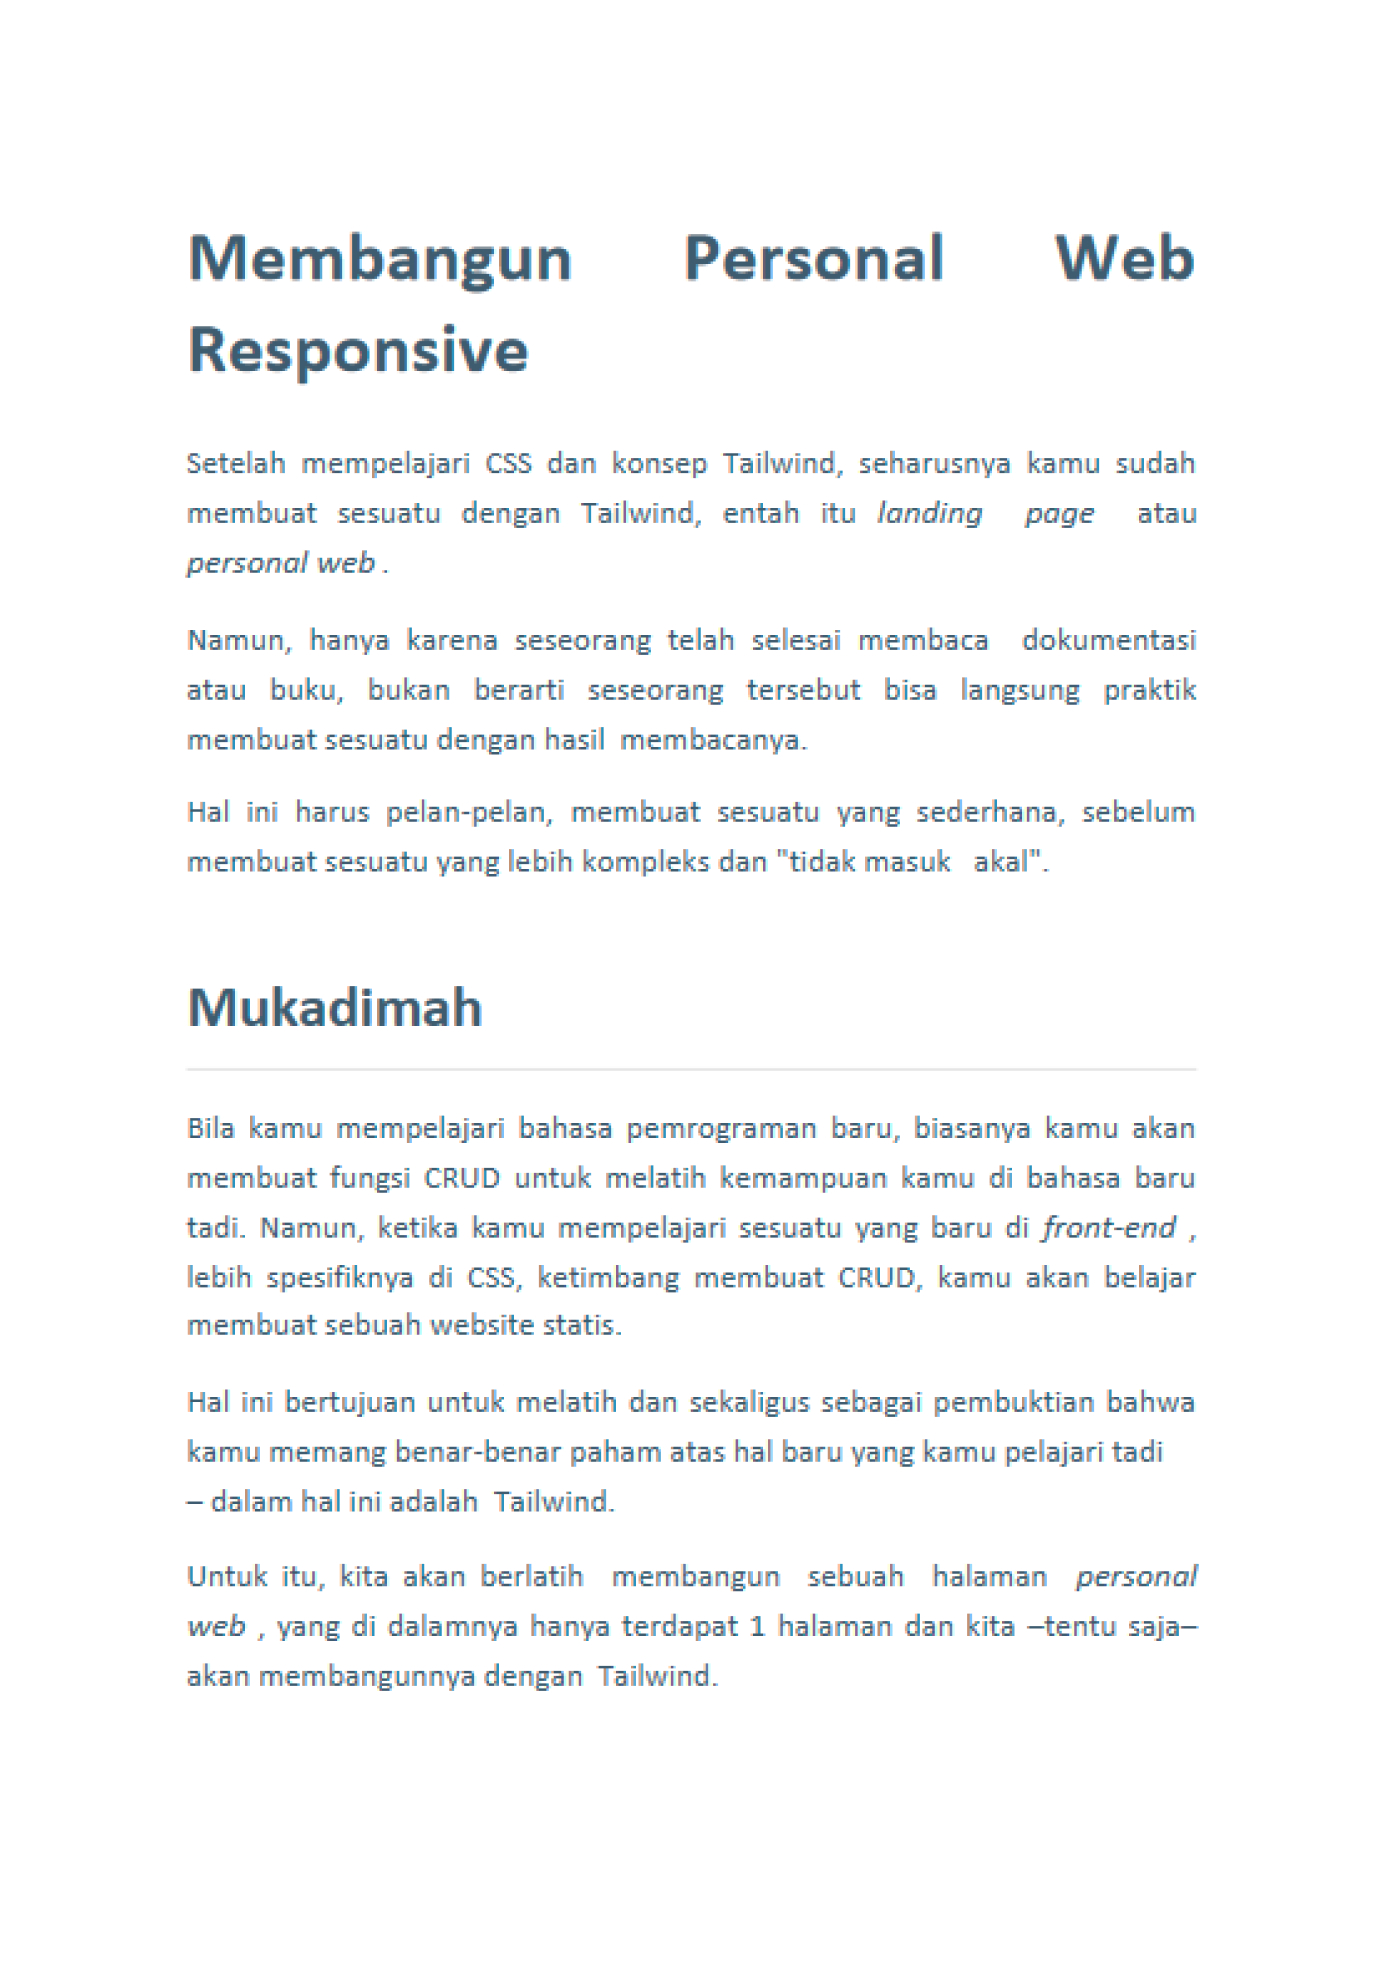 Membangun Personal Web
Responsive
Setelah mempelajari CSS dan konsep Tailwind, seharusnya kamu sudah
membuat sesuatu dengan Tailwind, entah itu landing page atau
personal web .
Namun, hanya karena seseorang telah selesai membaca dokumentasi
atau buku, bukan berarti seseorang tersebut bisa langsung praktik
membuat sesuatu dengan hasil membacanya.
Hal ini harus pelan-pelan, membuat sesuatu yang sederhana, sebelum
membuat sesuatu yang lebih kompleks dan "tidak masuk akal".
Mukadimah
Bila kamu mempelajari bahasa pemrograman baru, biasanya kamu akan
membuat fungsi CRUD untuk melatih kemampuan kamu di bahasa baru
tadi. Namun, ketika kamu mempelajari sesuatu yang baru di front-end ,
lebih spesifiknya di CSS, ketimbang membuat CRUD, kamu akan belajar
membuat sebuah website statis.
Hal ini bertujuan untuk melatih dan sekaligus sebagai pembuktian bahwa
kamu memang benar-benar paham atas hal baru yang kamu pelajari tadi
– dalam hal ini adalah Tailwind.
Untuk itu, kita akan berlatih membangun sebuah halaman personal
web , yang di dalamnya hanya terdapat 1 halaman dan kita –tentu saja–
akan membangunnya dengan Tailwind.